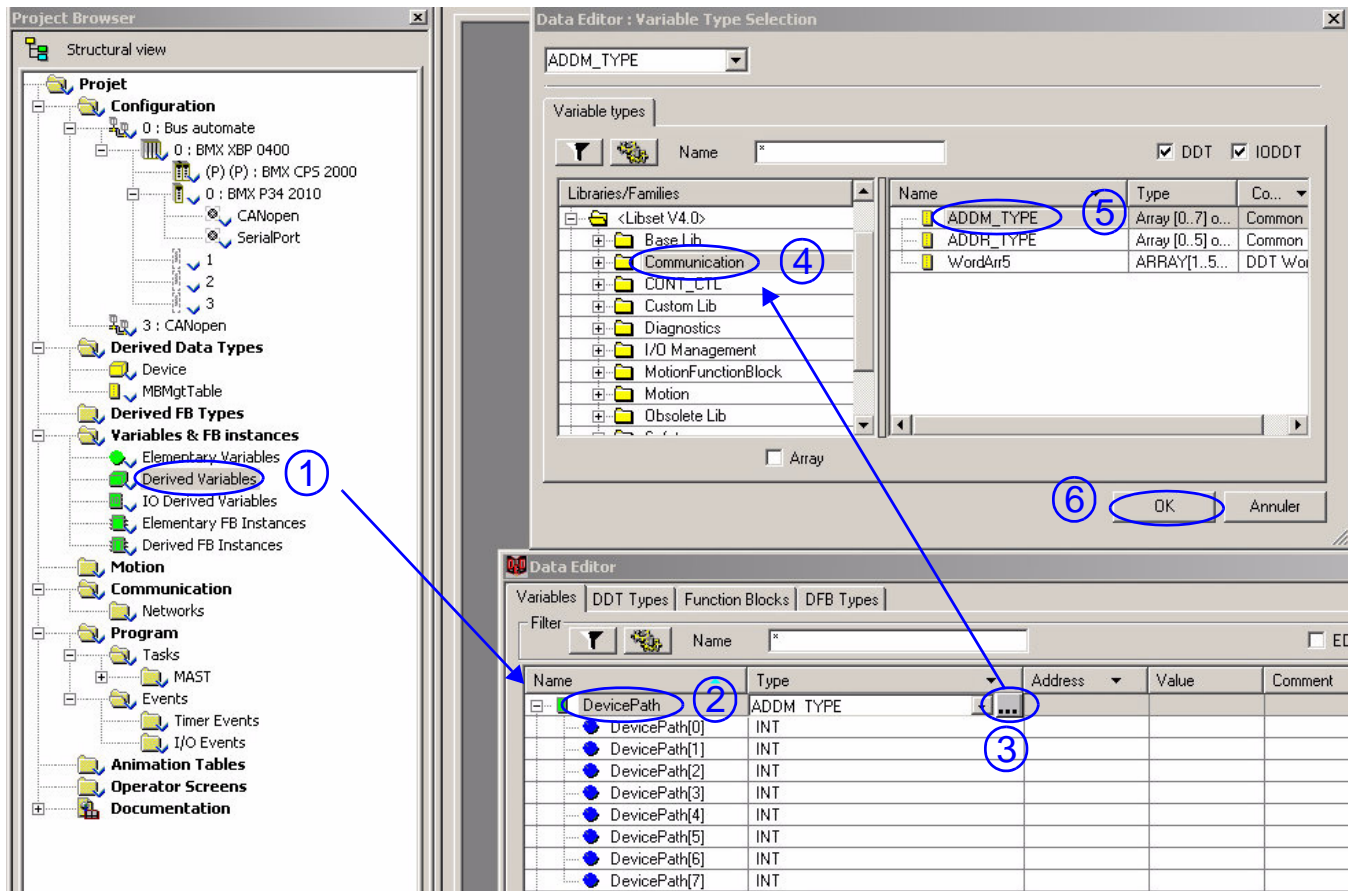 Project Browser
Structural view
Projet
Configuration
0 : Bus automate
0 : BMX XBP 0400
(P) (P) : BMX CPS 2000
0 : BMX P34 2010
CANopen
SerialPort
1
2
3
3 : CANopen
Derived Data Types
Device
MBMgtTable
Derived FB Types
Variables & FB instances
Elementary Variables
Derived Variables
1
IO Derived Variables
Elementary FB Instances
Derived FB Instances
Motion
Communication
Networks
Program
Tasks
MAST
Events
Timer Events
I/O Events
Animation Tables
Operator Screens
Documentation
Data Editor : Variable Type Selection
ADDM_TYPE
Variable types
Name * DDT IODDT
Libraries/Families
<Libset V4.0>
Base Lib
Communication
4
CONT_CTL
Custom Lib
Diagnostics
I/O Management
MotionFunctionBlock
Motion
Obsolete Lib
Name Type Co...
ADDM_TYPE 5 Array [0..7] o... Common
ADDR_TYPE Array [0..5] o... Common
WordArr5 ARRAY[1..5... DDT Wor
Array
6
OK Annuler
Data Editor
Variables DDT Types Function Blocks DFB Types
Filter
Name * ED
Name Type Address Value Comment
DevicePath 2 ADDM_TYPE ...
3
DevicePath[0] INT
DevicePath[1] INT
DevicePath[2] INT
DevicePath[3] INT
DevicePath[4] INT
DevicePath[5] INT
DevicePath[6] INT
DevicePath[7] INT